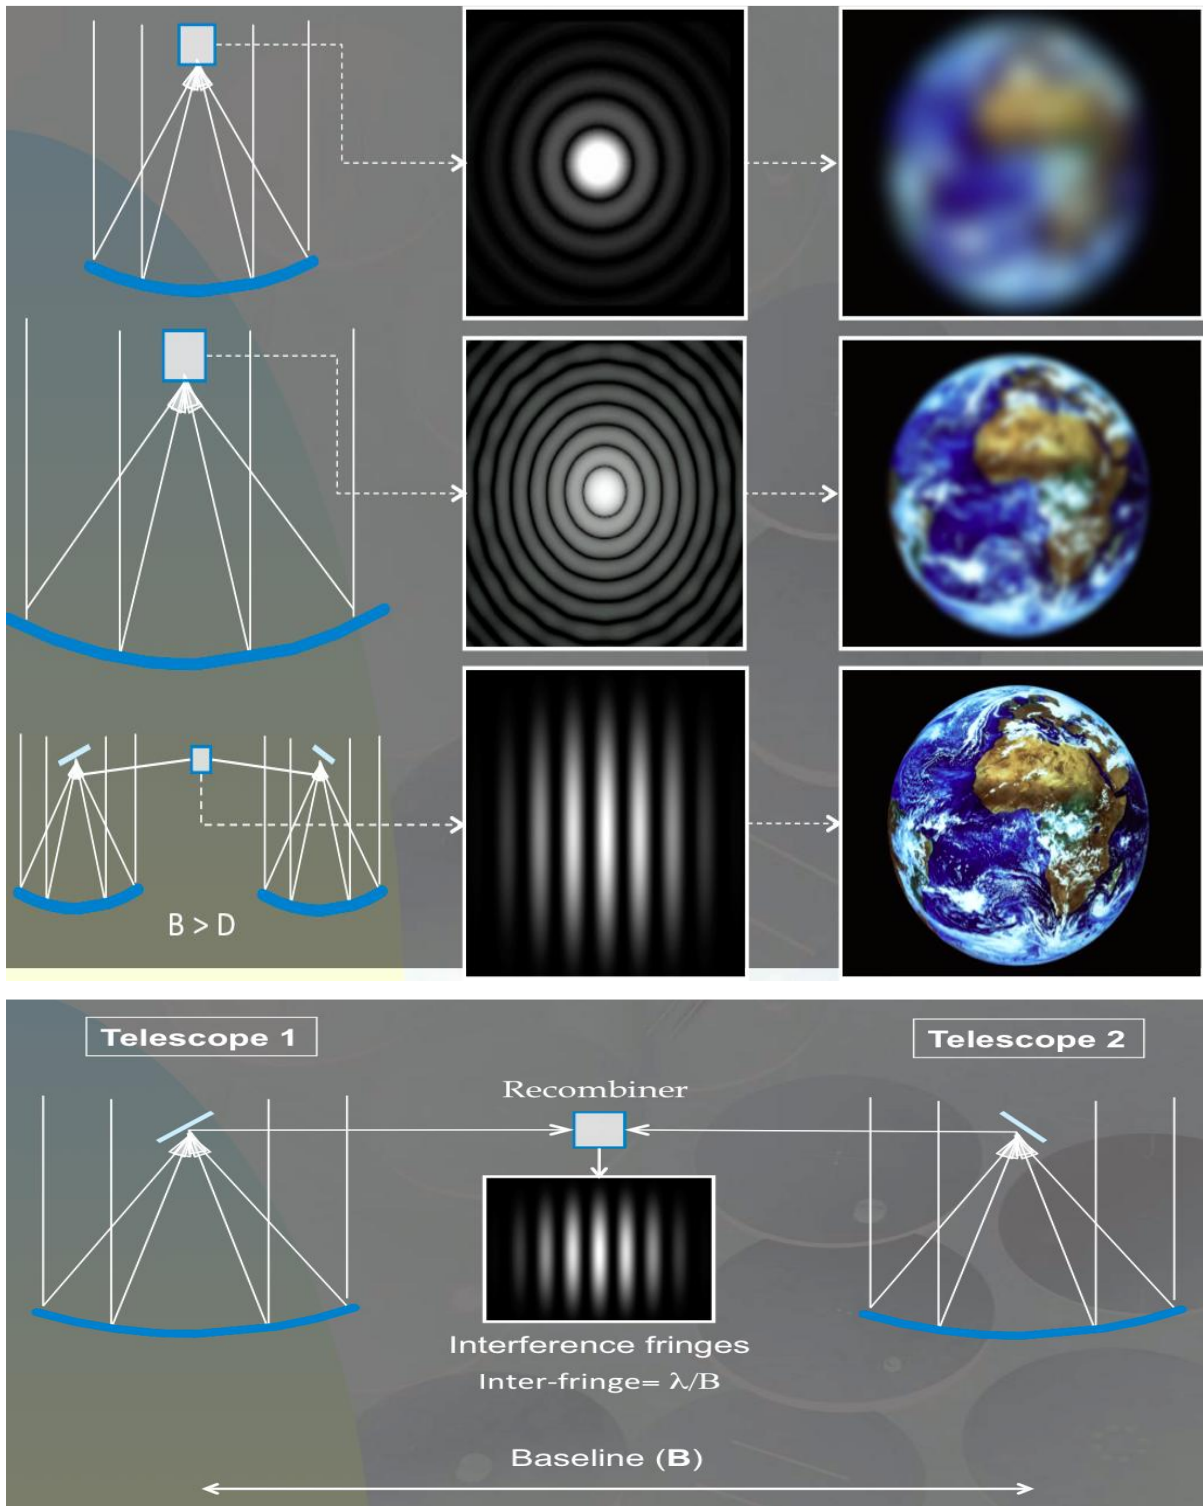 B > D
Telescope 1
Telescope 2
Recombiner
Interference fringes
Inter-fringe= λ/B
Baseline (B)